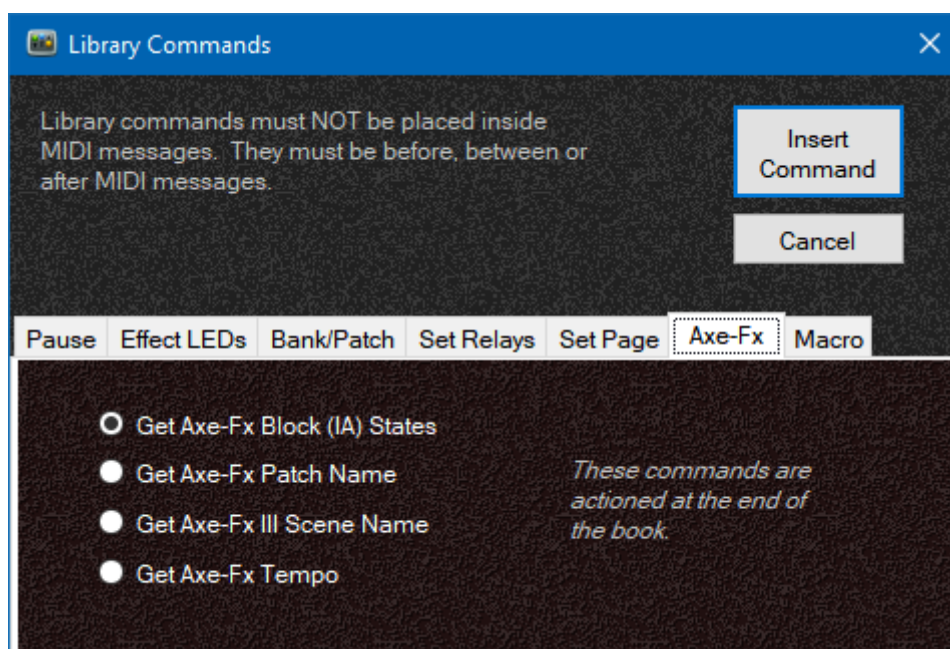 Library Commands
Library commands must NOT be placed inside
MIDI messages.  They must be before, between or
after MIDI messages.
Insert
Command
Cancel
Pause
Effect LEDs
Bank/Patch
Set Relays
Set Page
Axe-Fx
Macro
Get Axe-Fx Block (IA) States
Get Axe-Fx Patch Name
Get Axe-Fx III Scene Name
Get Axe-Fx Tempo
These commands are
actioned at the end of
the book.